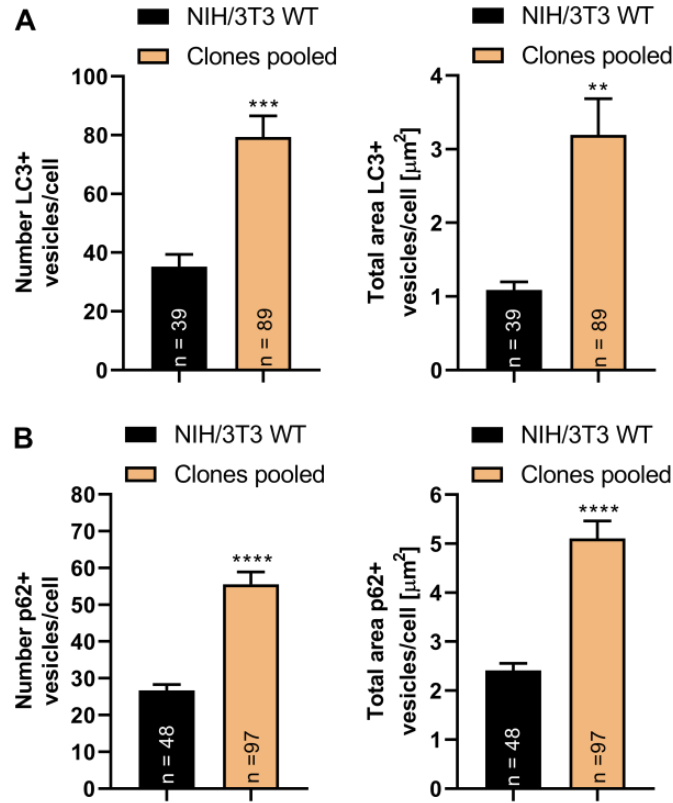 A
NIH/3T3 WT
Clones pooled
Number LC3+
vesicles/cell
100
80
60
40
20
0
***
n = 39
n = 89
NIH/3T3 WT
Clones pooled
Total area LC3+
vesicles/cell [μm²]
4
3
2
1
0
**
n = 39
n = 89
B
NIH/3T3 WT
Clones pooled
Number p62+
vesicles/cell
80
70
60
50
40
30
20
10
0
****
n = 48
n =97
NIH/3T3 WT
Clones pooled
Total area p62+
vesicles/cell [μm²]
6
5
4
3
2
1
0
****
n = 48
n =97